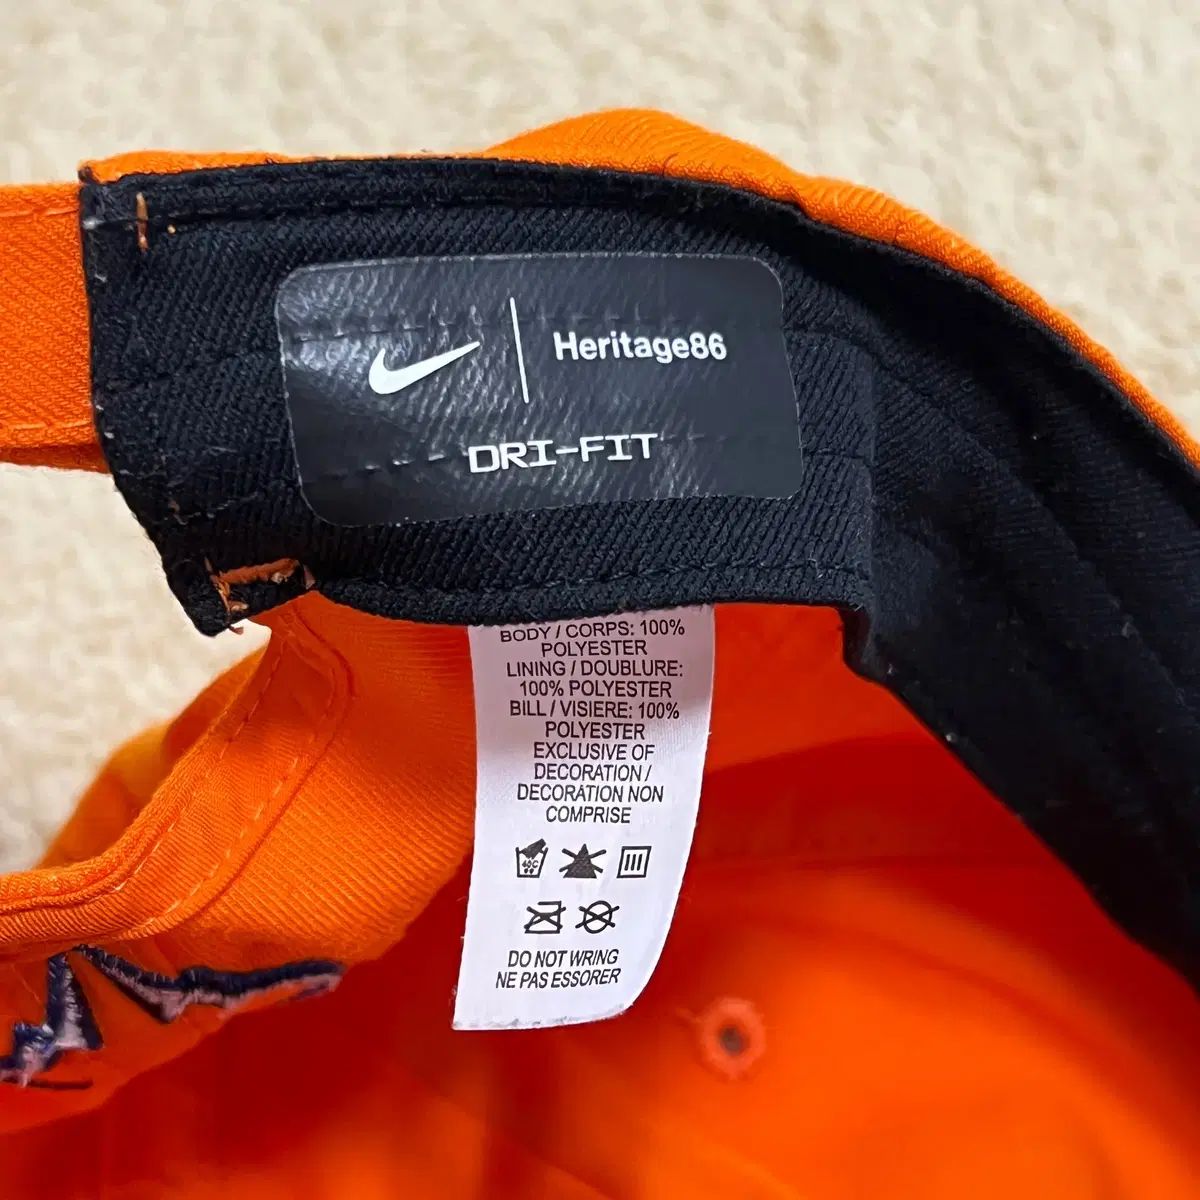 Heritage86
DRI-FIT
BODY / CORPS: 100%
POLYESTER
LINING / DOUBLURE:
100% POLYESTER
BILL / VISIERE: 100%
POLYESTER
EXCLUSIVE OF
DECORATION /
DECORATION NON
COMPRISE
40C
DO NOT WRING
NE PAS ESSORER